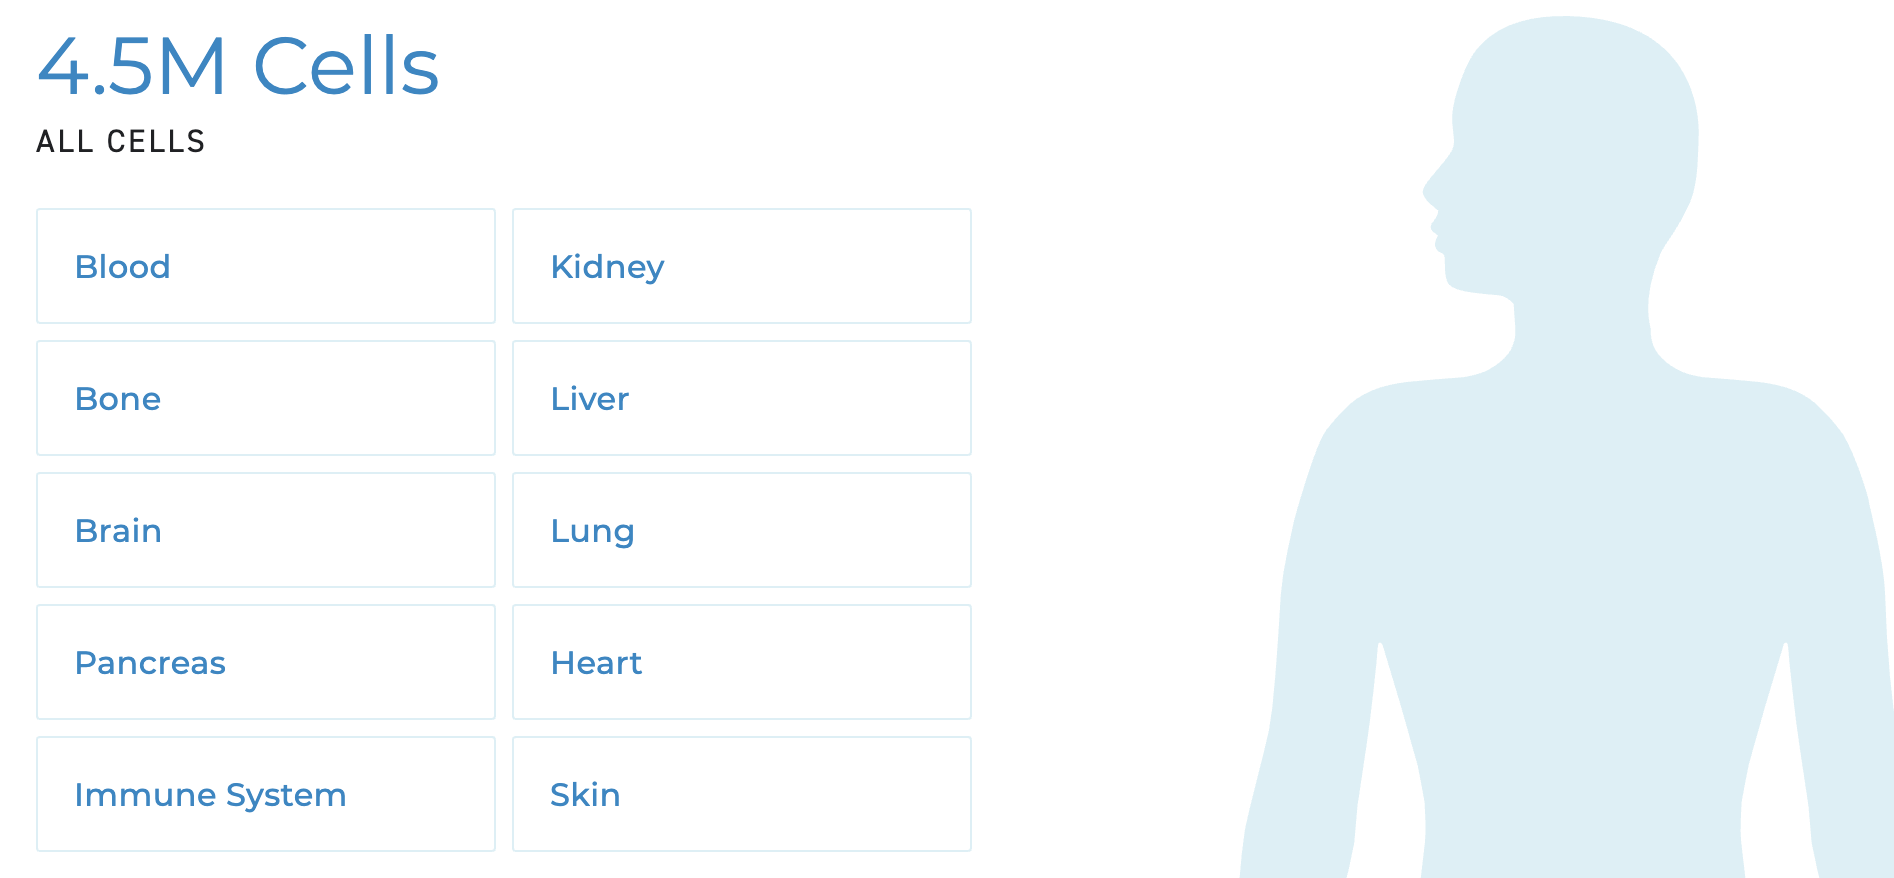 4.5M Cells
ALL CELLS
Blood
Kidney
Bone
Liver
Brain
Lung
Pancreas
Heart
Immune System
Skin